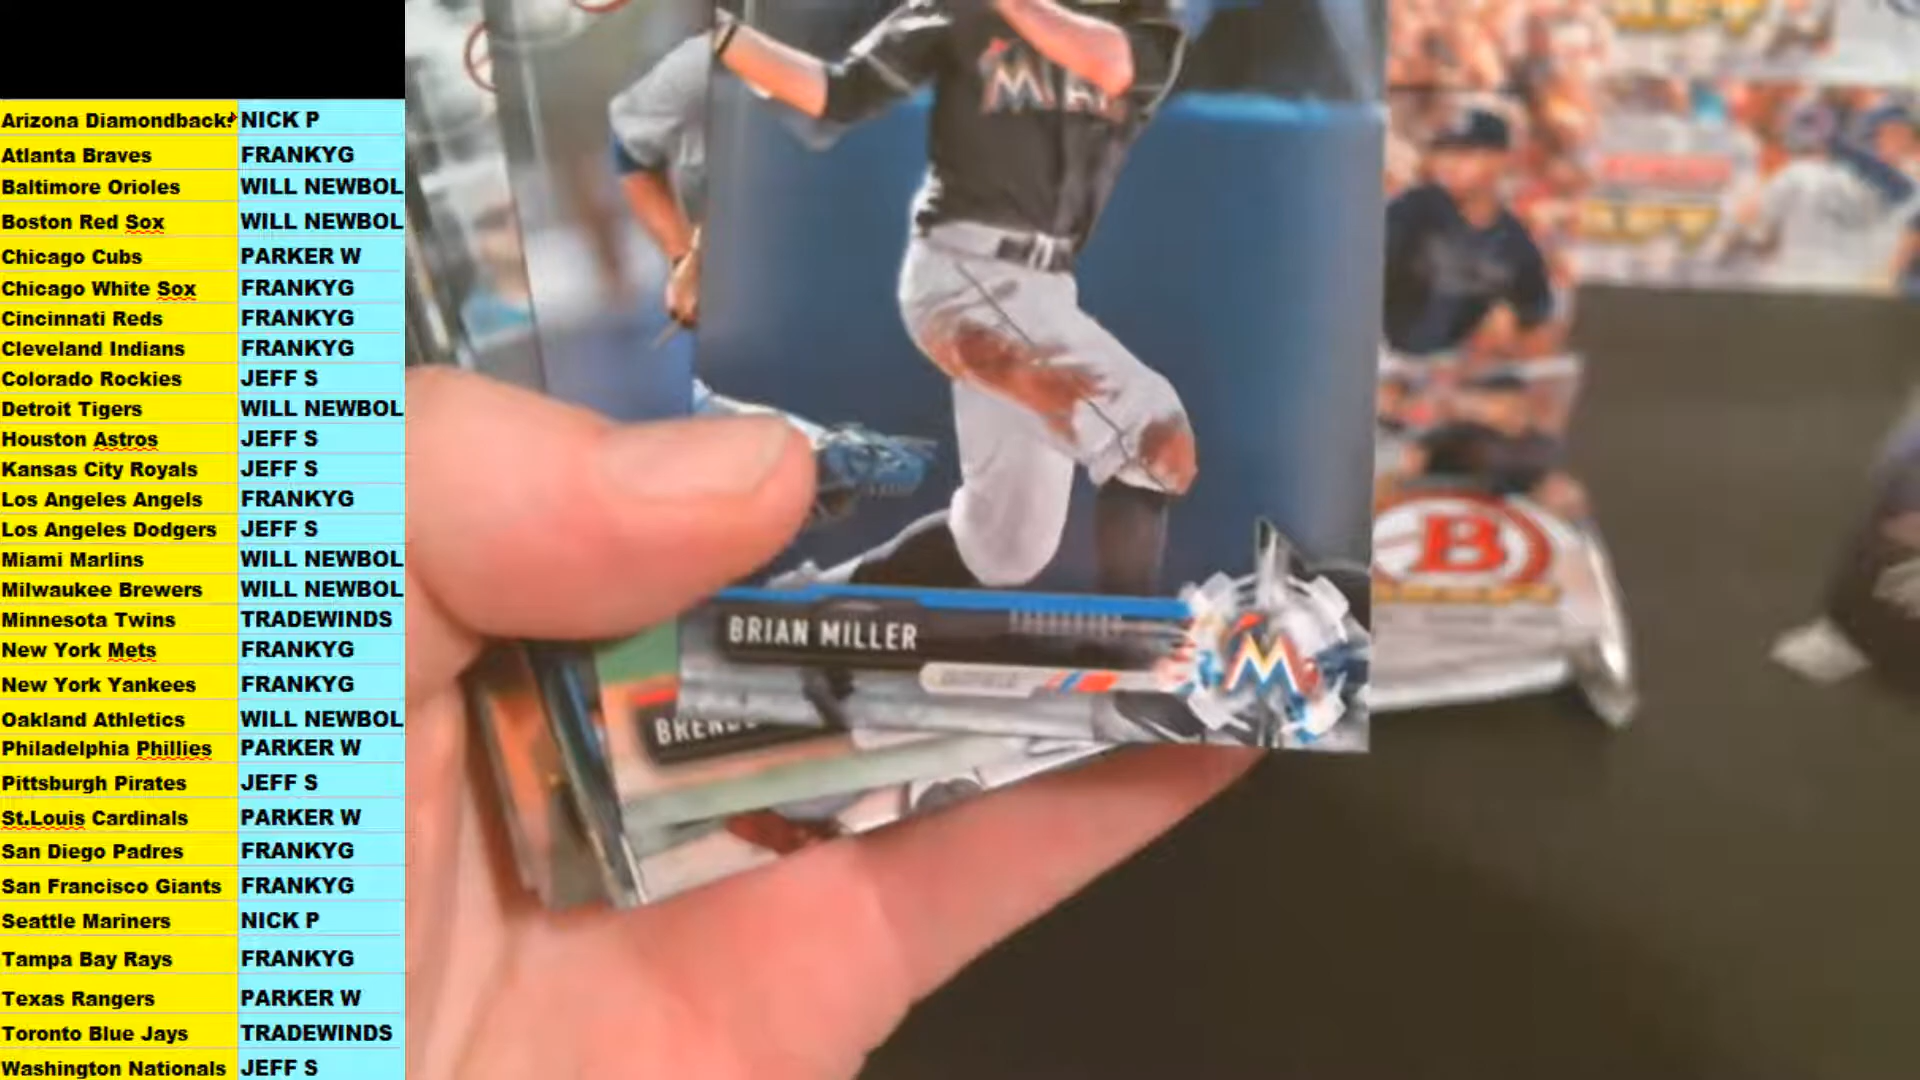 Arizona Diamondbacks NICK P
Atlanta Braves FRANKYG
Baltimore Orioles WILL NEWBOL
Boston Red Sox WILL NEWBOL
Chicago Cubs PARKER W
Chicago White Sox FRANKYG
Cincinnati Reds FRANKYG
Cleveland Indians FRANKYG
Colorado Rockies JEFF S
Detroit Tigers WILL NEWBOL
Houston Astros JEFF S
Kansas City Royals JEFF S
Los Angeles Angels FRANKYG
Los Angeles Dodgers JEFF S
Miami Marlins WILL NEWBOL
Milwaukee Brewers WILL NEWBOL
Minnesota Twins TRADEWINDS
New York Mets FRANKYG
New York Yankees FRANKYG
Oakland Athletics WILL NEWBOL
Philadelphia Phillies PARKER W
Pittsburgh Pirates JEFF S
St.Louis Cardinals PARKER W
San Diego Padres FRANKYG
San Francisco Giants FRANKYG
Seattle Mariners NICK P
Tampa Bay Rays FRANKYG
Texas Rangers PARKER W
Toronto Blue Jays TRADEWINDS
Washington Nationals JEFF S
BRIAN MILLER
B